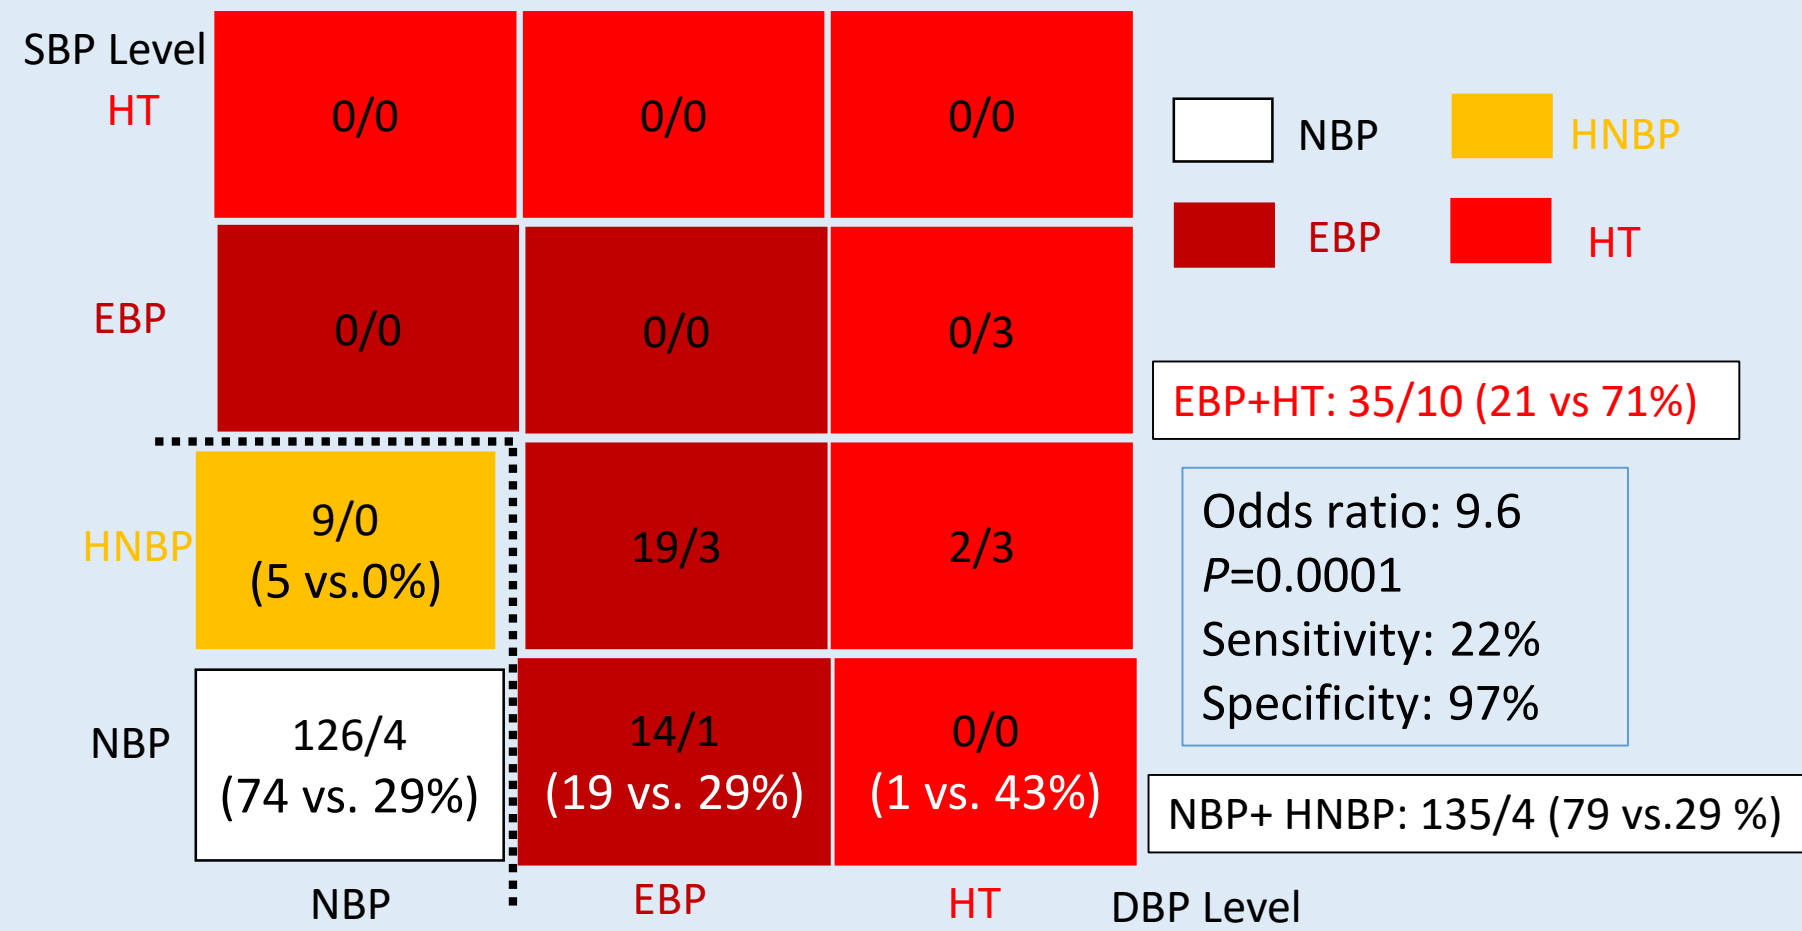 SBP Level
HT
0/0
0/0
0/0
NBP
HNBP
EBP
HT
EBP
0/0
0/0
0/3
EBP+HT: 35/10 (21 vs 71%)
HNBP
9/0
(5 vs.0%)
19/3
2/3
Odds ratio: 9.6
P=0.0001
Sensitivity: 22%
Specificity: 97%
NBP
126/4
(74 vs. 29%)
14/1
(19 vs. 29%)
0/0
(1 vs. 43%)
NBP+ HNBP: 135/4 (79 vs.29 %)
NBP
EBP
HT
DBP Level